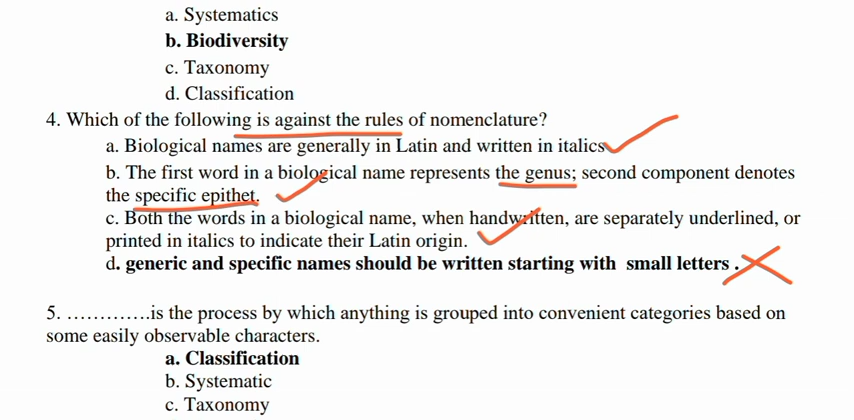 a. Systematics
b. Biodiversity
c. Taxonomy
d. Classification
4. Which of the following is against the rules of nomenclature?
a. Biological names are generally in Latin and written in italics
b. The first word in a biological name represents the genus; second component denotes
the specific epithet.
c. Both the words in a biological name, when handwritten, are separately underlined, or
printed in italics to indicate their Latin origin.
d. generic and specific names should be written starting with small letters .
5. ………….is the process by which anything is grouped into convenient categories based on
some easily observable characters.
a. Classification
b. Systematic
c. Taxonomy